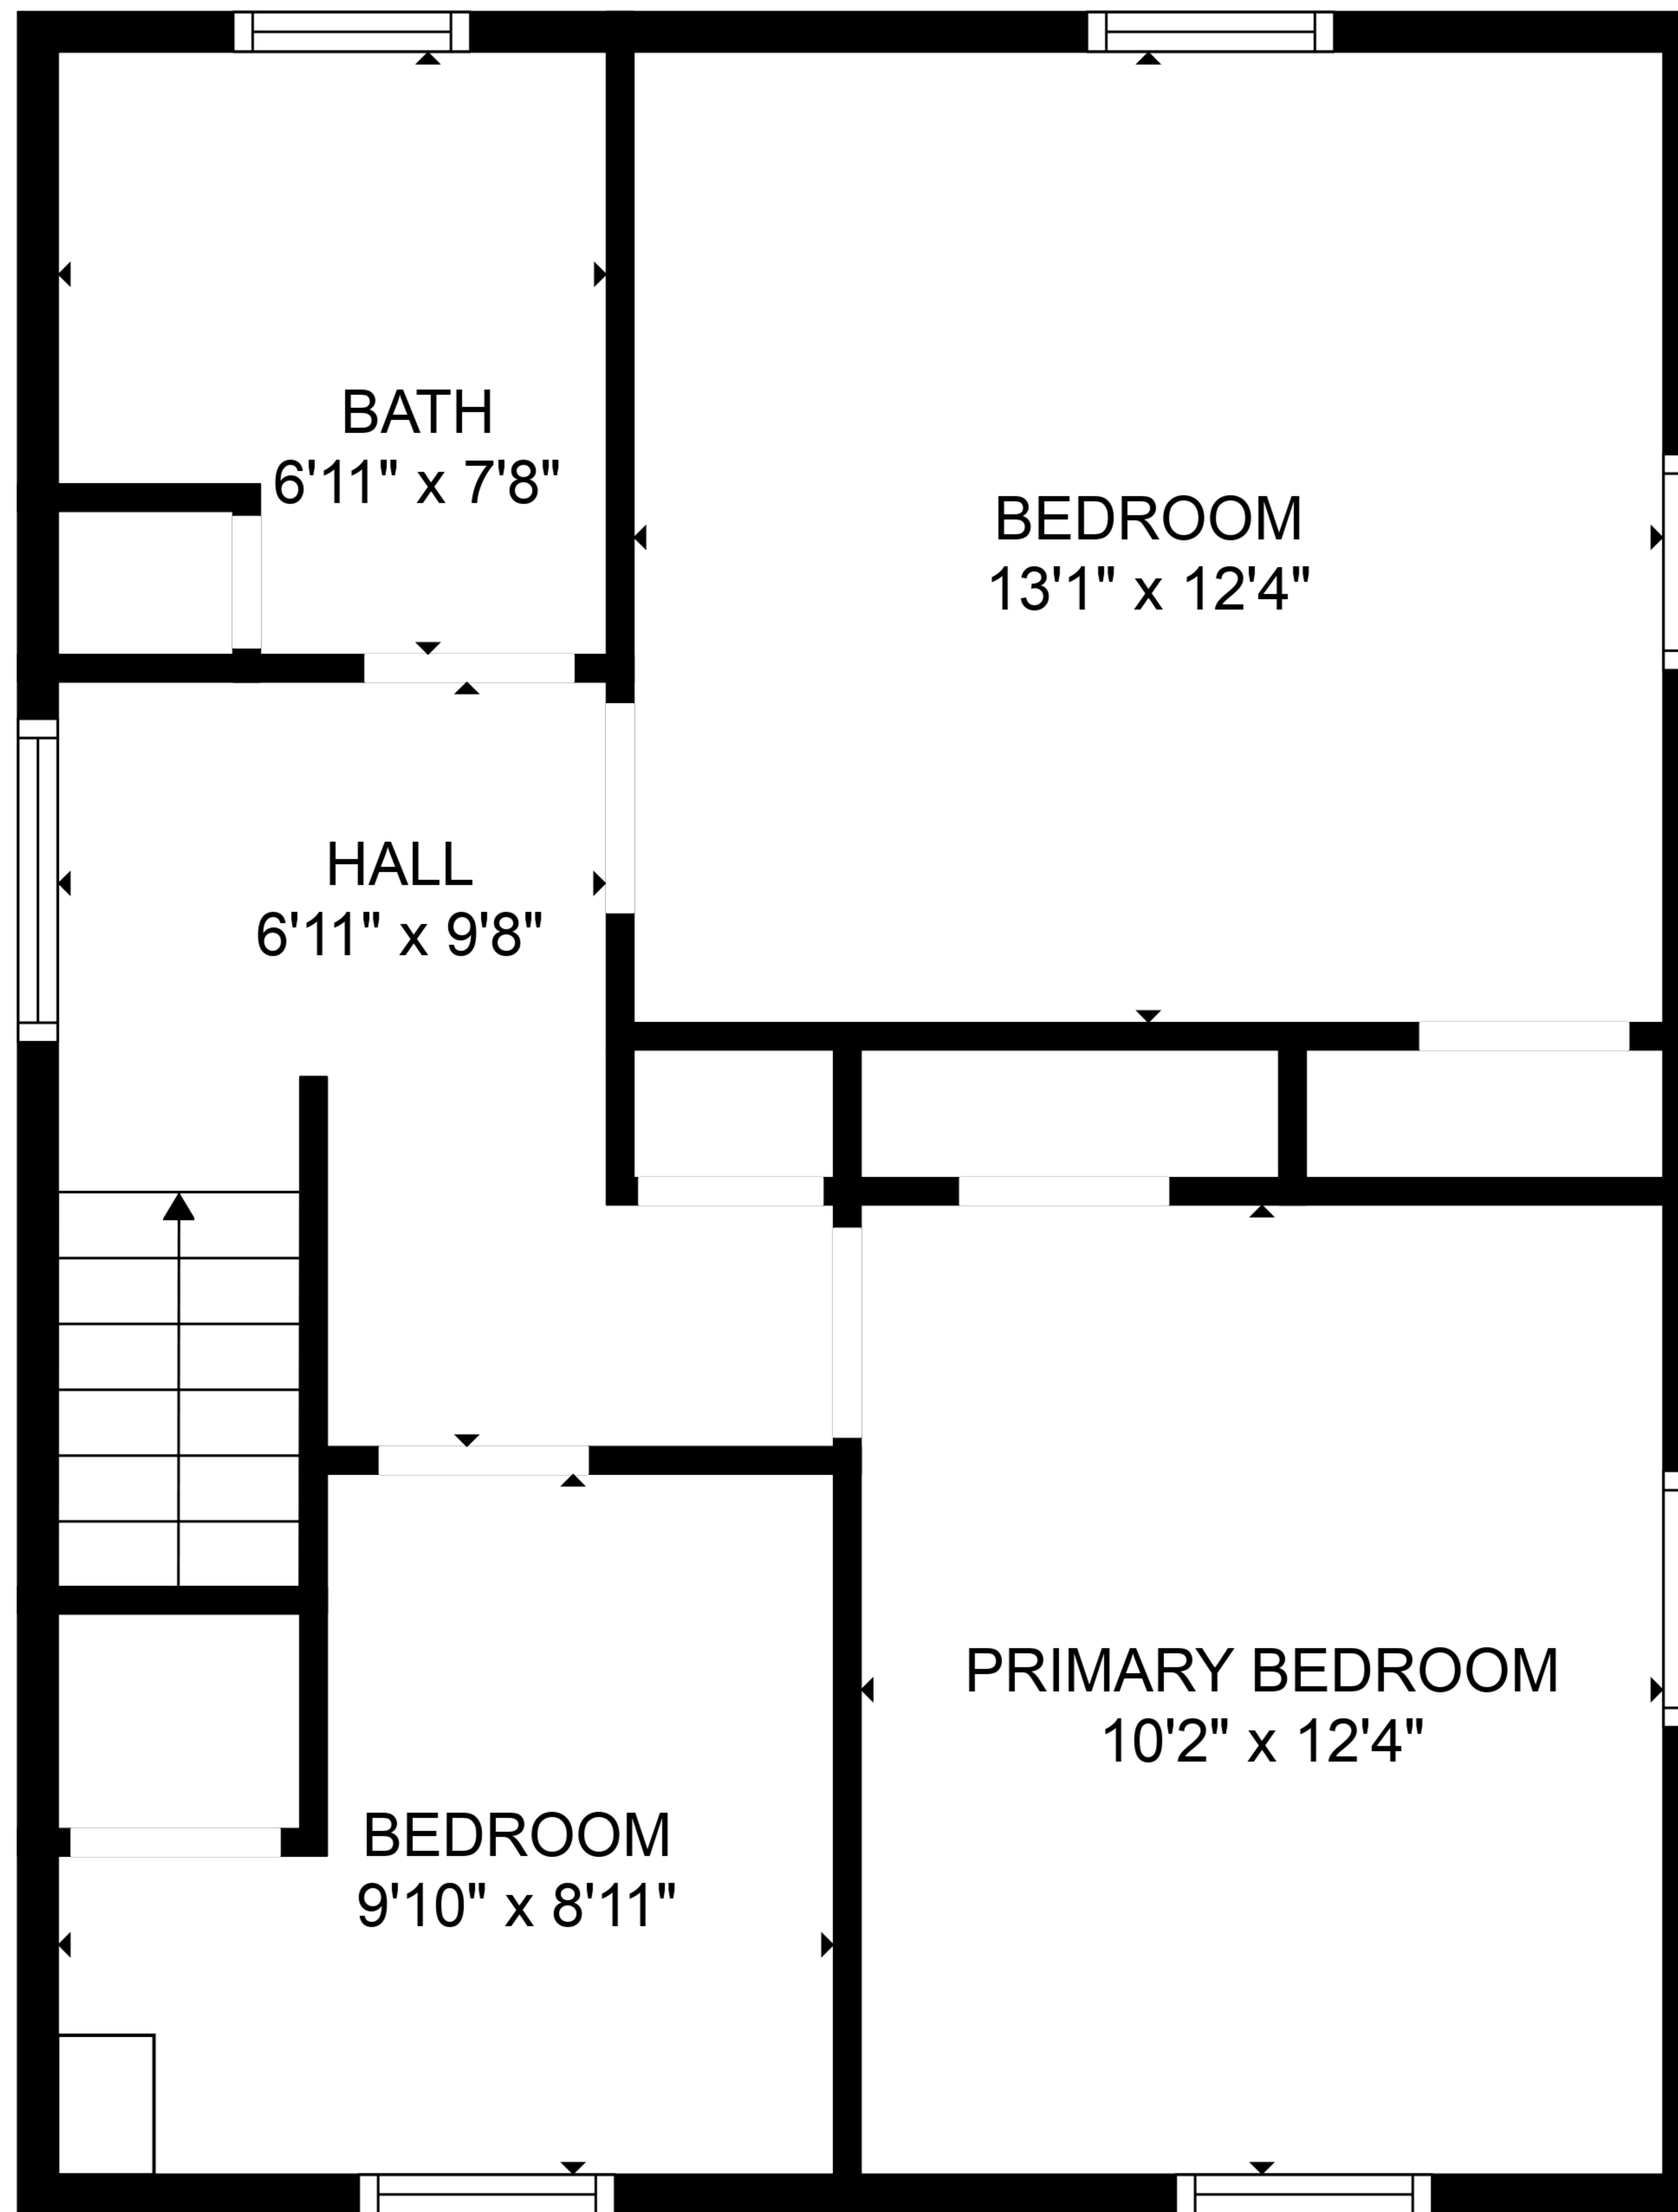 BATH
6'11" x 7'8"
BEDROOM
13'1" x 12'4"
HALL
6'11" x 9'8"
PRIMARY BEDROOM
10'2" x 12'4"
BEDROOM
9'10" x 8'11"